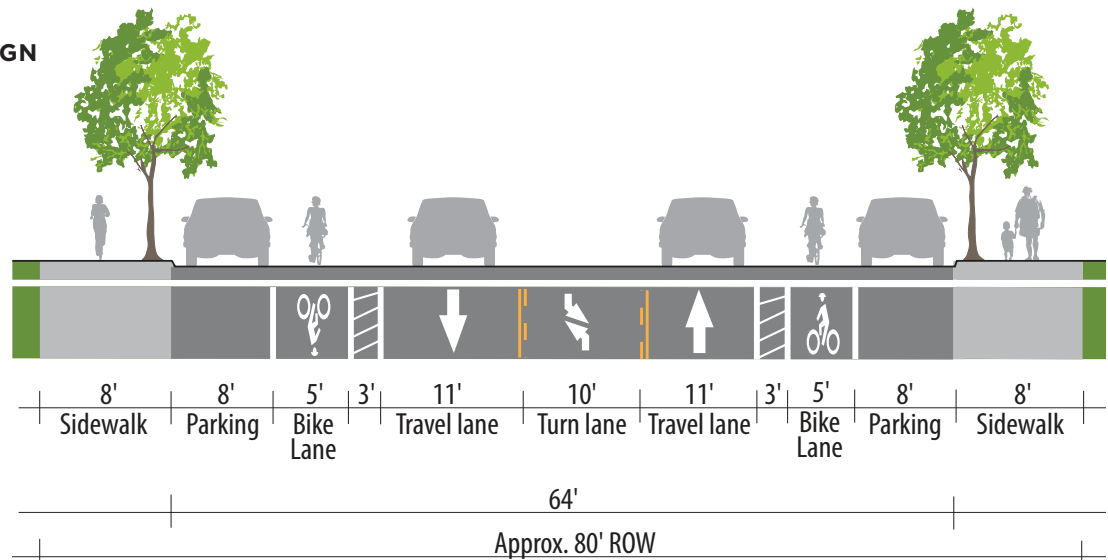 GN
8' 8' 5' 3' 11' 10' 11' 3' 5' 8' 8'
Sidewalk Parking Bike Travel lane Turn lane Travel lane Bike Parking Sidewalk
Lane Lane
64'
Approx. 80' ROW